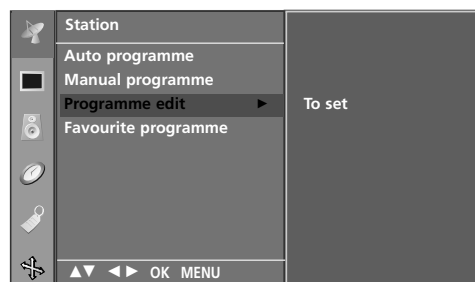 Station
Auto programme
Manual programme
Programme edit ►
To set
Favourite programme
▲▼ ◄► OK MENU